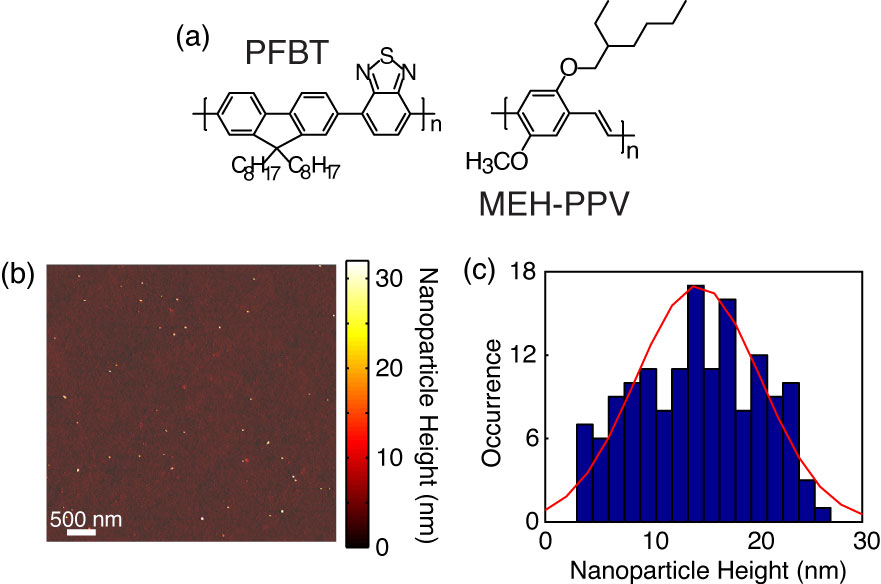 (a)
PFBT
N S N
n
C8H17 C8H17
O
H3CO
n
MEH-PPV
(b)
500 nm
30
20
10
0
Nanoparticle Height (nm)
(c)
18
12
6
0
Occurrence
0 10 20 30
Nanoparticle Height (nm)